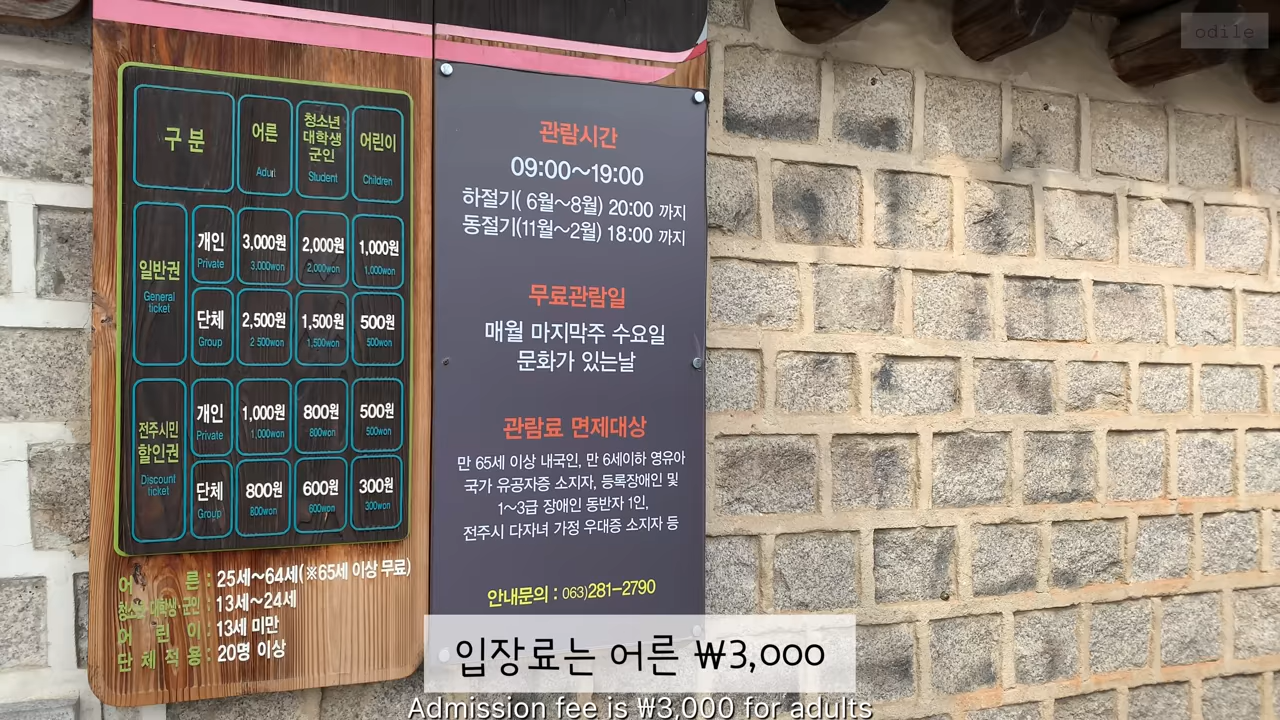 odile
구 분
어른
Adult
청소년
대학생
군인
Student
어린이
Children
일반권
General
ticket
개인
Private
3,000원
3,000won
2,000원
2,000won
1,000원
1,000won
단체
Group
2,500원
2 500won
1,500원
1,500won
500원
500won
전주시민
할인권
Discount
ticket
개인
Private
1,000원
1,000won
800원
800won
500원
500won
단체
Group
800원
800won
600원
600won
300원
300won
어 른 : 25세~64세(※65세 이상 무료)
청소년·대학생·군인 : 13세~24세
어 린 이 : 13세 미만
단 체 적 용 : 20명 이상
관람시간
09:00~19:00
하절기( 6월~8월) 20:00 까지
동절기(11월~2월) 18:00 까지
무료관람일
매월 마지막주 수요일
문화가 있는날
관람료 면제대상
만 65세 이상 내국인, 만 6세이하 영유아
국가 유공자증 소지자, 등록장애인 및
1~3급 장애인 동반자 1인,
전주시 다자녀 가정 우대증 소지자 등
안내문의 : 063)281-2790
입장료는 어른 ₩3,000
Admission fee is ₩3,000 for adults